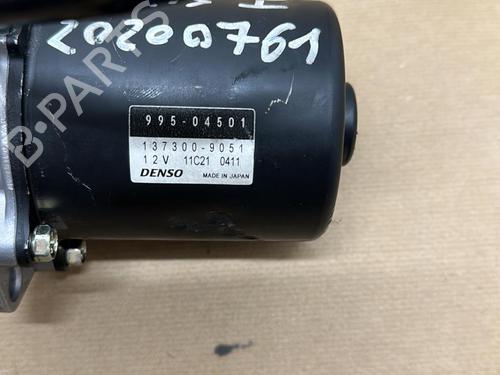 20200761
B-PARTS
995-04501
137300-9051
12V 11C21 0411
DENSO MADE IN JAPAN